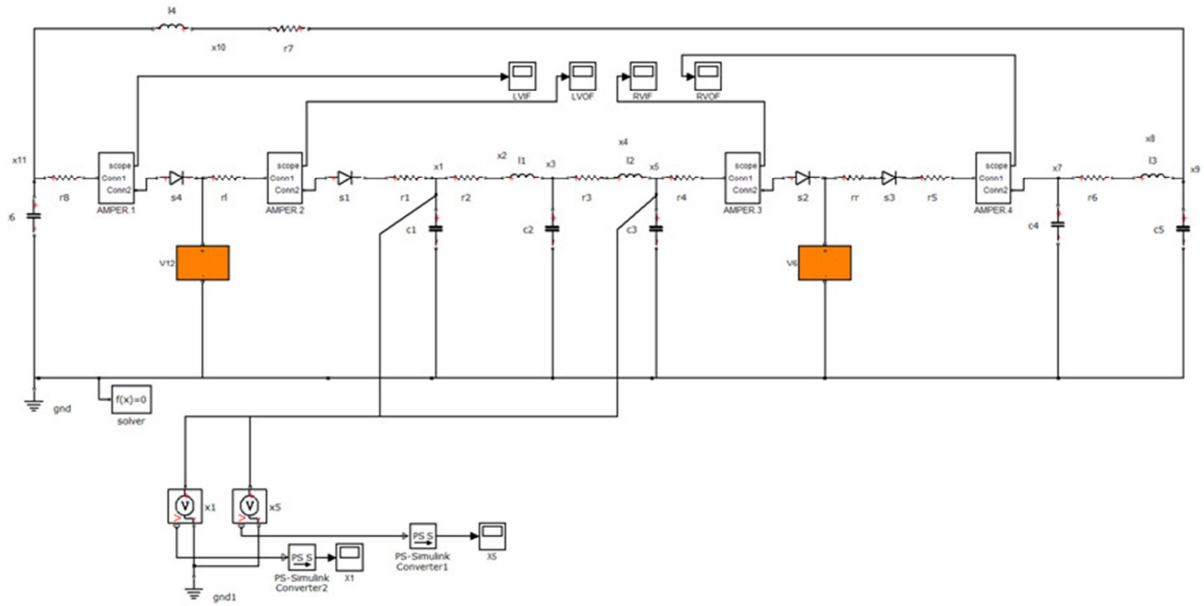 l4
x10
r7
LVIF
LVOF
RVIF
RVOF
x11
r8
scope
Conn1
Conn2
AMPER.1
s4
rl
scope
Conn1
Conn2
AMPER.2
s1
r1
x1
r2
x2
l1
x3
r3
x4
l2
x5
r4
scope
Conn1
Conn2
AMPER.3
s2
rr
s3
r5
scope
Conn1
Conn2
AMPER.4
x7
r6
x8
l3
x9
c1
c2
c3
c4
c5
V12
V6
gnd
f(x)=0
solver
V
x1
V
x5
PS S
PS-Simulink
Converter2
X1
PS S
PS-Simulink
Converter1
X5
gnd1